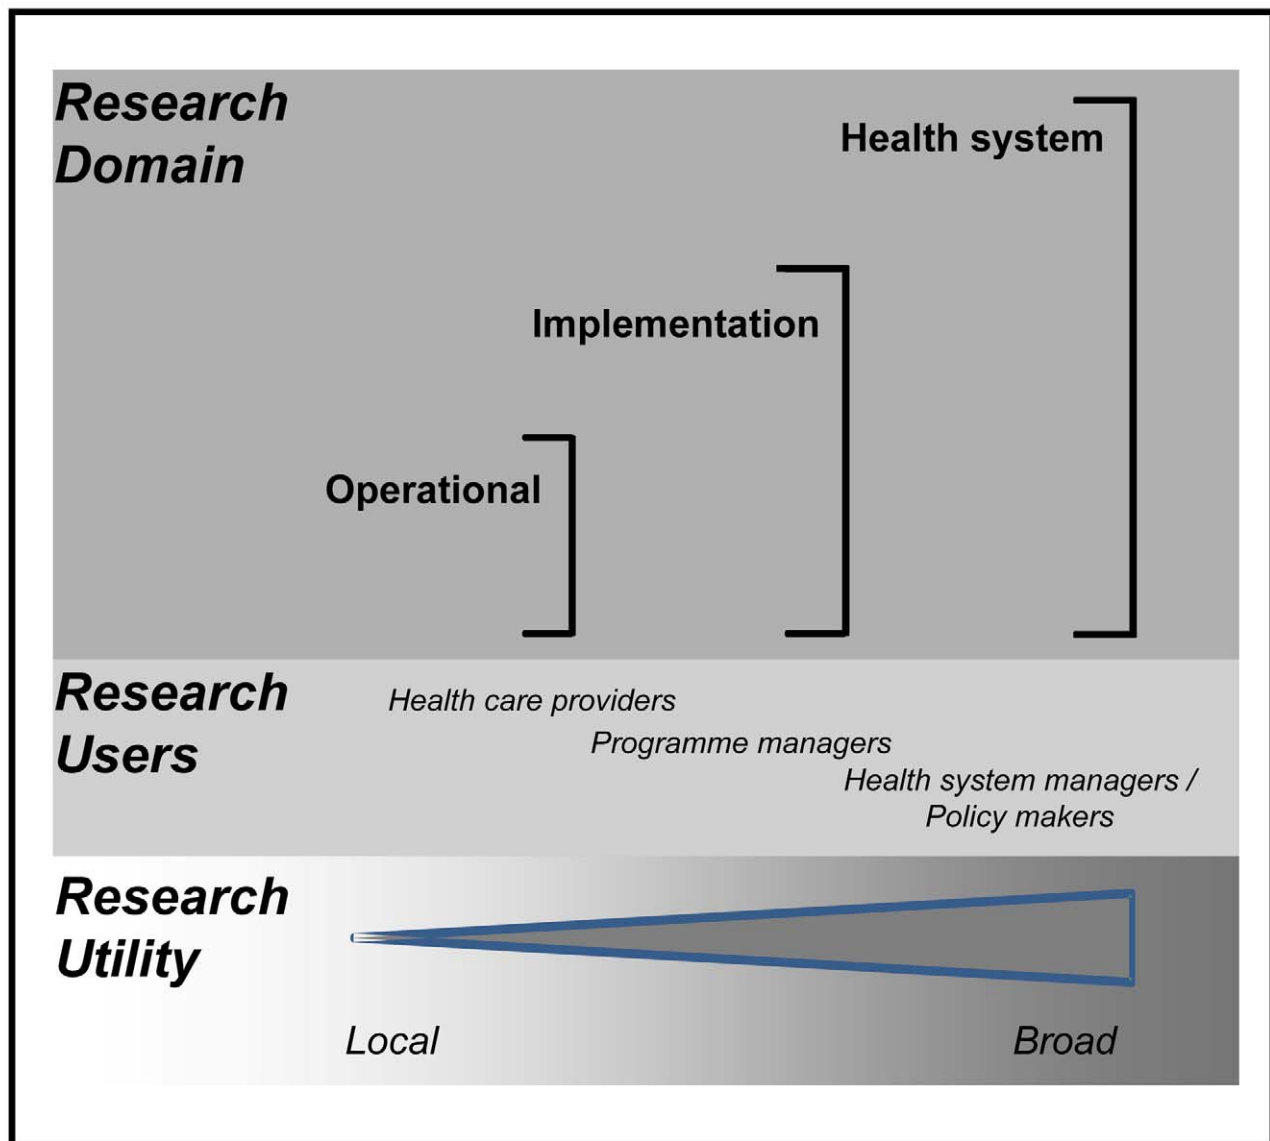 Research
Domain
Health system
Implementation
Operational
Research
Users
Health care providers
Programme managers
Health system managers /
Policy makers
Research
Utility
Local
Broad